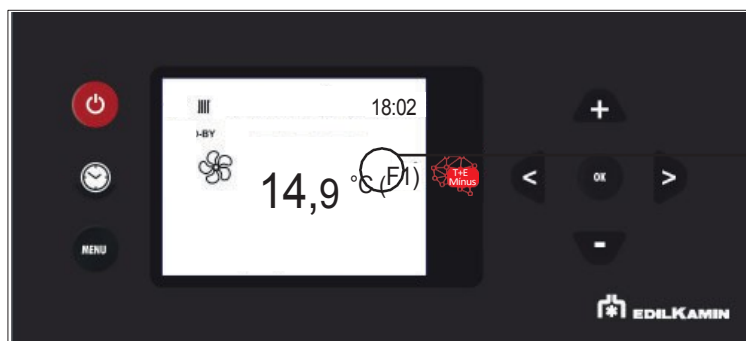 18:02
)-BY
14,9 °C (F1)
T+E
Minus
<
OK
>
+
MENU
-
EDILKAMIN